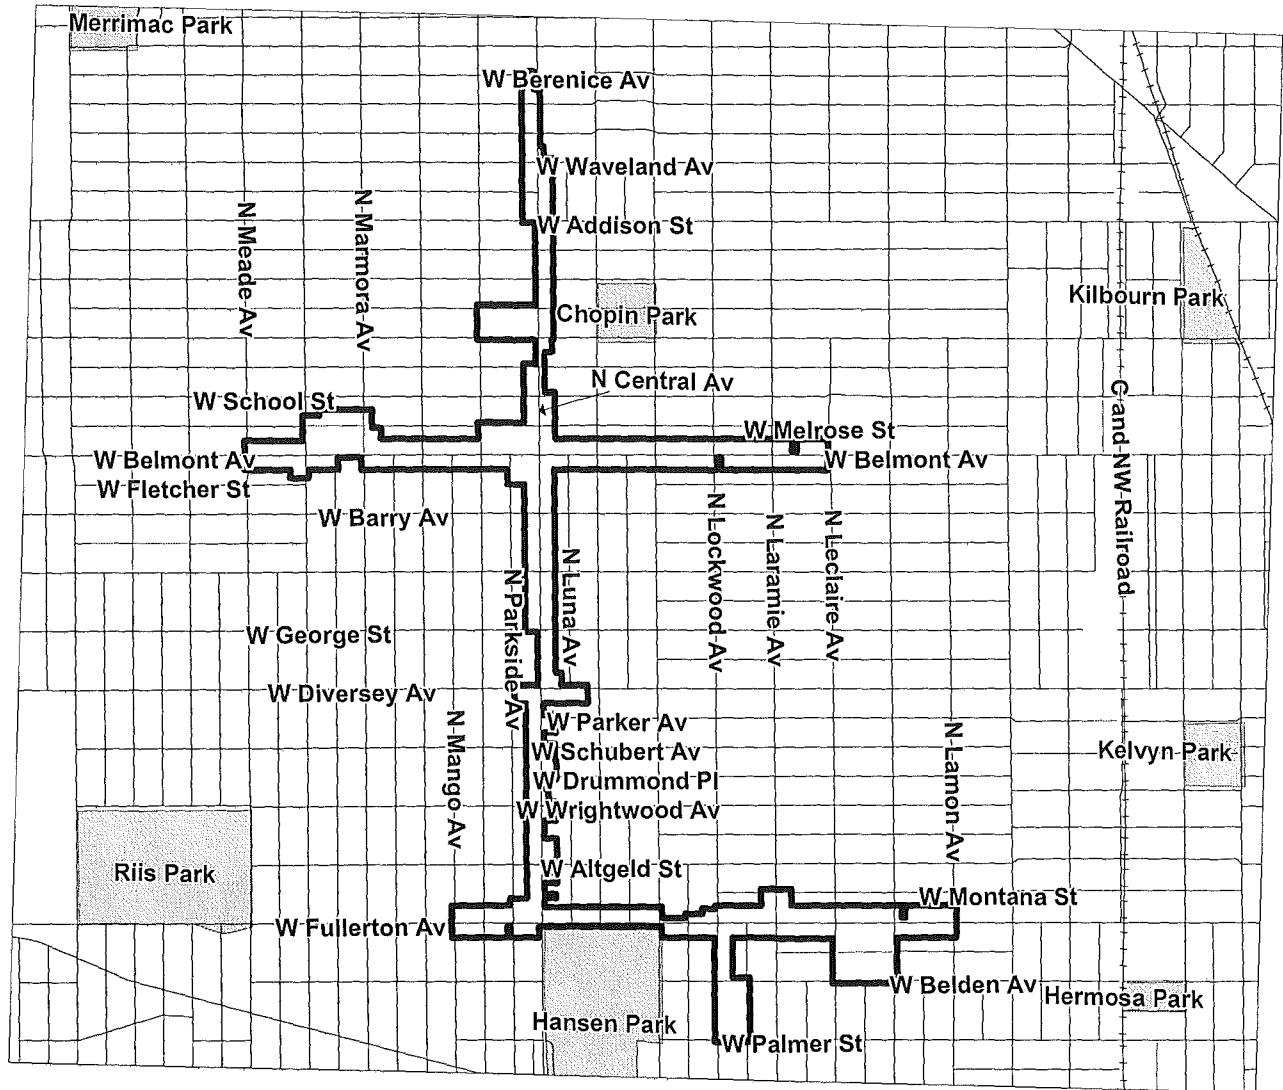 Merrimac Park
W Berenice Av
W Waveland Av
N Meade Av
N Marmora Av
W Addison St
Kilbourn Park
Chopin Park
N Central Av
C and NW Railroad
W School St
W Melrose St
W Belmont Av
W Belmont Av
W Fletcher St
W Barry Av
N Lockwood Av
N Laramie Av
N Leclaire Av
N Luna Av
N Parkside Av
W George St
W Diversey Av
N Mango Av
W Parker Av
W Schubert Av
N Lamon Av
Kelvyn Park
W Drummond Pl
W Wrightwood Av
Riis Park
W Altgeld St
W Montana St
W Fullerton Av
W Belden Av
Hermosa Park
Hansen Park
W Palmer St